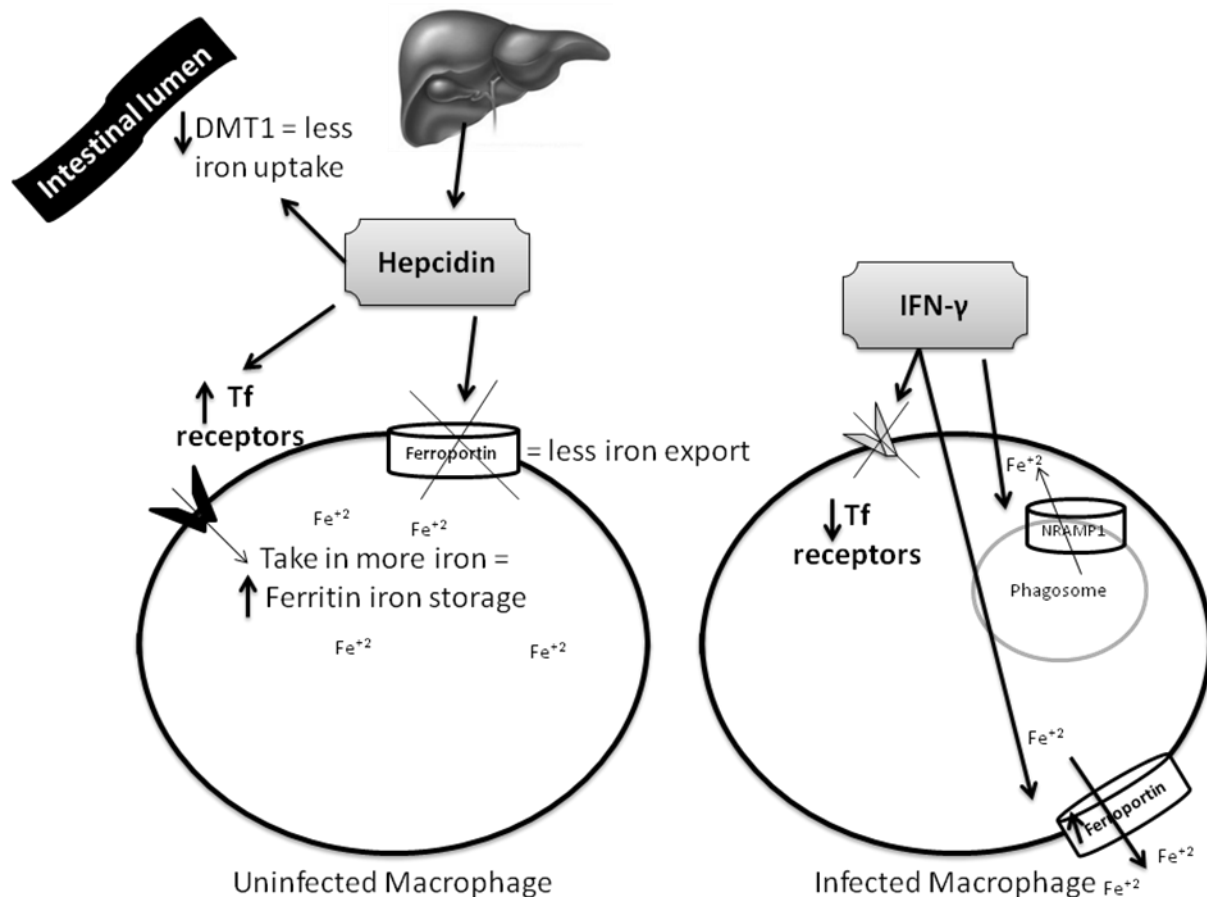 Intestinal lumen
↓ DMT1 = less
iron uptake
Hepcidin
IFN-γ
↑ Tf
receptors
Ferroportin
= less iron export
Fe⁺²
Fe⁺²
Take in more iron =
↑ Ferritin iron storage
Fe⁺²
Fe⁺²
Uninfected Macrophage
Fe⁺²
NRAMP1
↓ Tf
receptors
Phagosome
Fe⁺²
↑ Ferroportin
Fe⁺²
Fe⁺²
Infected Macrophage